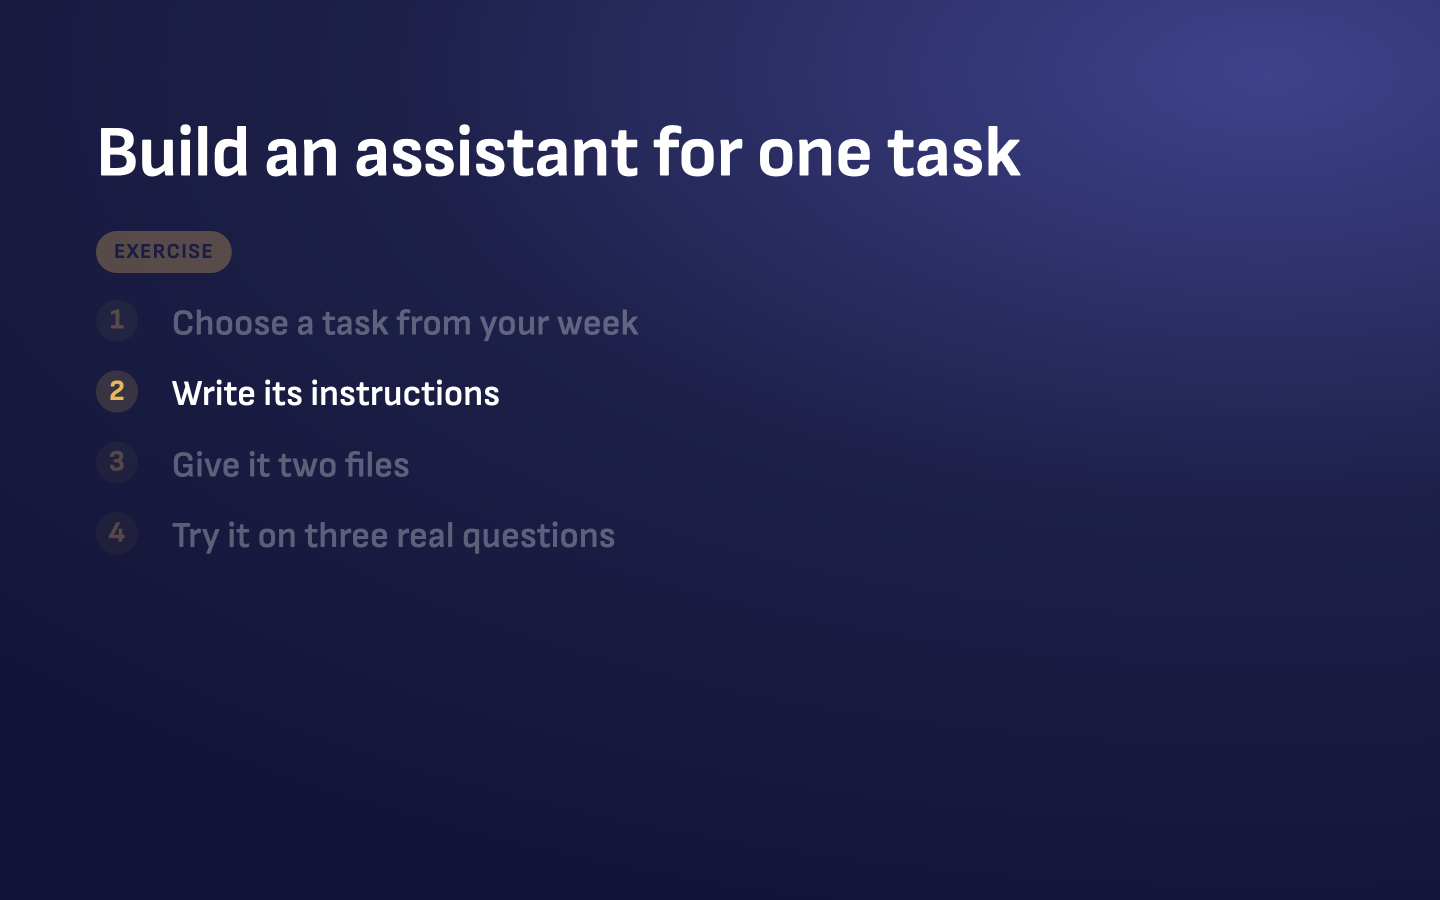 Build an assistant for one task
EXERCISE
1 Choose a task from your week
2 Write its instructions
3 Give it two files
4 Try it on three real questions